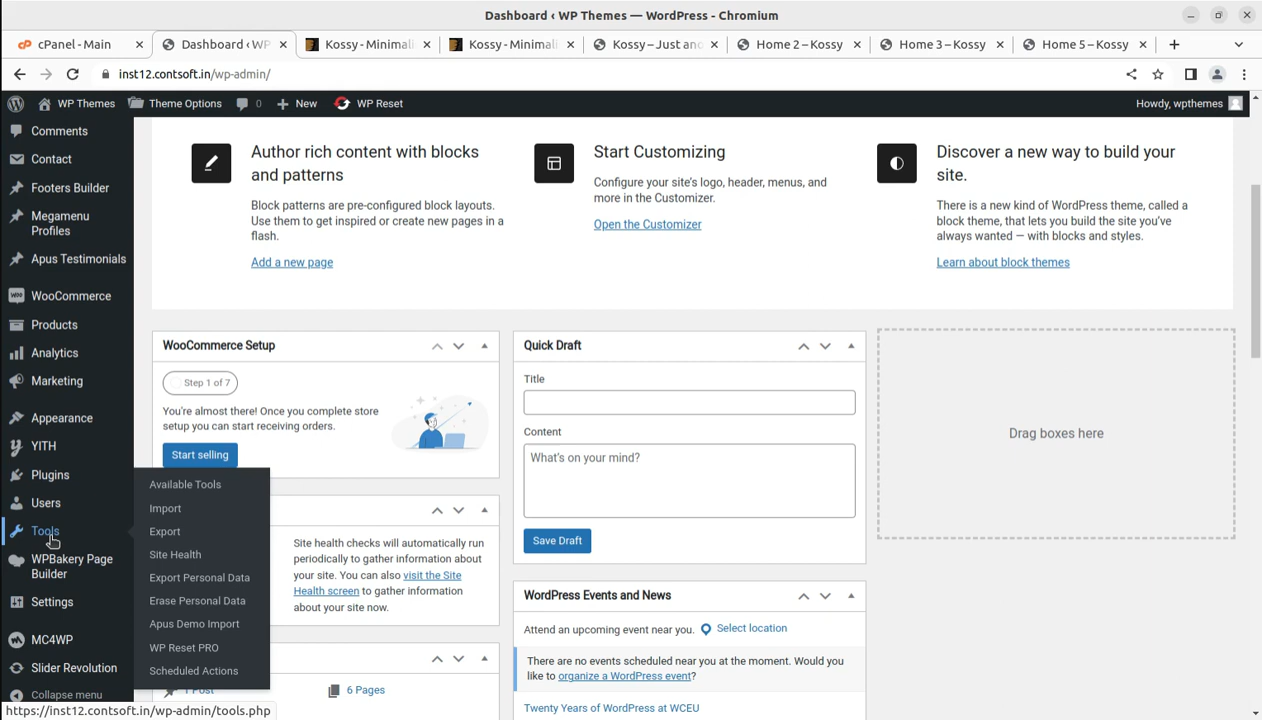 Dashboard ‹ WP Themes — WordPress - Chromium
cPanel - Main
Dashboard ‹ WP
Kossy - Minimali
Kossy - Minimali
Kossy – Just an
Home 2 – Kossy
Home 3 – Kossy
Home 5 – Kossy
inst12.contsoft.in/wp-admin/
WP Themes
Theme Options
0
New
WP Reset
Howdy, wpthemes
Comments
Contact
Footers Builder
Megamenu
Profiles
Apus Testimonials
WooCommerce
Products
Analytics
Marketing
Appearance
YITH
Plugins
Users
Tools
WPBakery Page
Builder
Settings
MC4WP
Slider Revolution
Collapse menu
Available Tools
Import
Export
Site Health
Export Personal Data
Erase Personal Data
Apus Demo Import
WP Reset PRO
Scheduled Actions
Author rich content with blocks
and patterns
Block patterns are pre-configured block layouts.
Use them to get inspired or create new pages in a
flash.
Add a new page
Start Customizing
Configure your site's logo, header, menus, and
more in the Customizer.
Open the Customizer
Discover a new way to build your
site.
There is a new kind of WordPress theme, called a
block theme, that lets you build the site you've
always wanted — with blocks and styles.
Learn about block themes
WooCommerce Setup
Step 1 of 7
You're almost there! Once you complete store
setup you can start receiving orders.
Start selling
Site health checks will automatically run
periodically to gather information about
your site. You can also visit the Site
Health screen to gather information
about your site now.
1 Post
6 Pages
Quick Draft
Title
Content
What's on your mind?
Save Draft
WordPress Events and News
Attend an upcoming event near you.
Select location
There are no events scheduled near you at the moment. Would you
like to organize a WordPress event?
Twenty Years of WordPress at WCEU
Drag boxes here
https://inst12.contsoft.in/wp-admin/tools.php